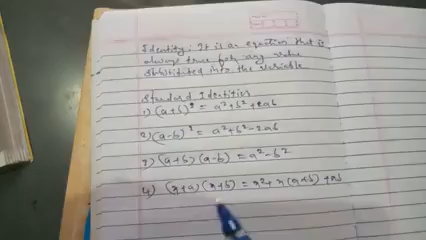 Identity: It is an equation that is
always true for any value
substituted into the variable
Standard Identities
1) (a+b)² = a²+b²+2ab
2) (a-b)² = a²+b²-2ab
3) (a+b) (a-b) = a²-b²
4) (x+a) (x+b) = x²+x(a+b)+ab